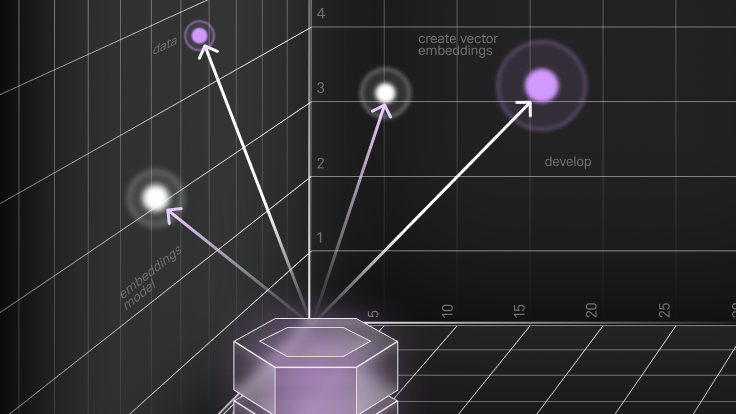 4
create vector
embeddings
data
3
2
develop
1
embeddings
model
5
10
15
20
25